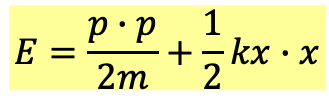 E = p · p / 2m + 1/2 kx · x